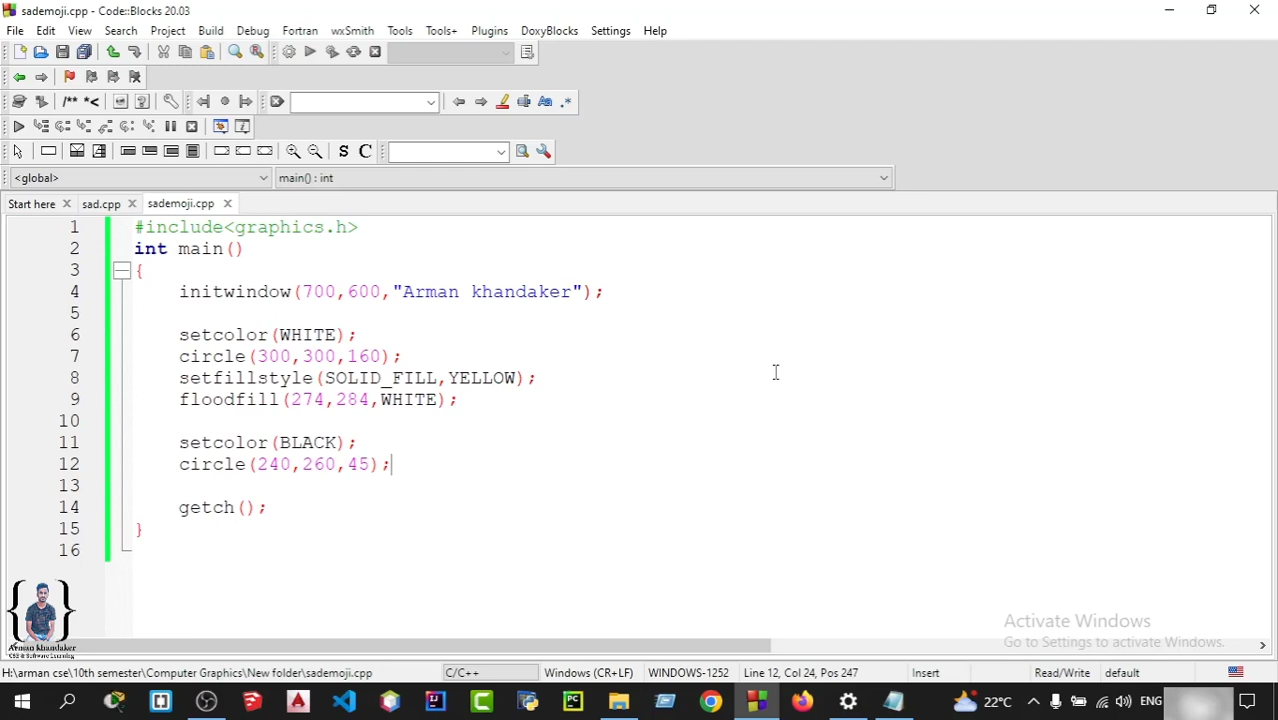 sademoji.cpp - Code::Blocks 20.03
File Edit View Search Project Build Debug Fortran wxSmith Tools Tools+ Plugins DoxyBlocks Settings Help
/** *<
S C
<global> main() : int
Start here sad.cpp sademoji.cpp
1 #include<graphics.h>
2 int main()
3 {
4 initwindow(700,600,"Arman khandaker");
5
6 setcolor(WHITE);
7 circle(300,300,160);
8 setfillstyle(SOLID_FILL,YELLOW);
9 floodfill(274,284,WHITE);
10
11 setcolor(BLACK);
12 circle(240,260,45);
13
14 getch();
15 }
16
Arman khandaker
CSE & Software Learning
Activate Windows
Go to Settings to activate Windows.
H:\arman cse\10th semester\Computer Graphics\New folder\sademoji.cpp C/C++ Windows (CR+LF) WINDOWS-1252 Line 12, Col 24, Pos 247 Insert Read/Write default
22°C ENG